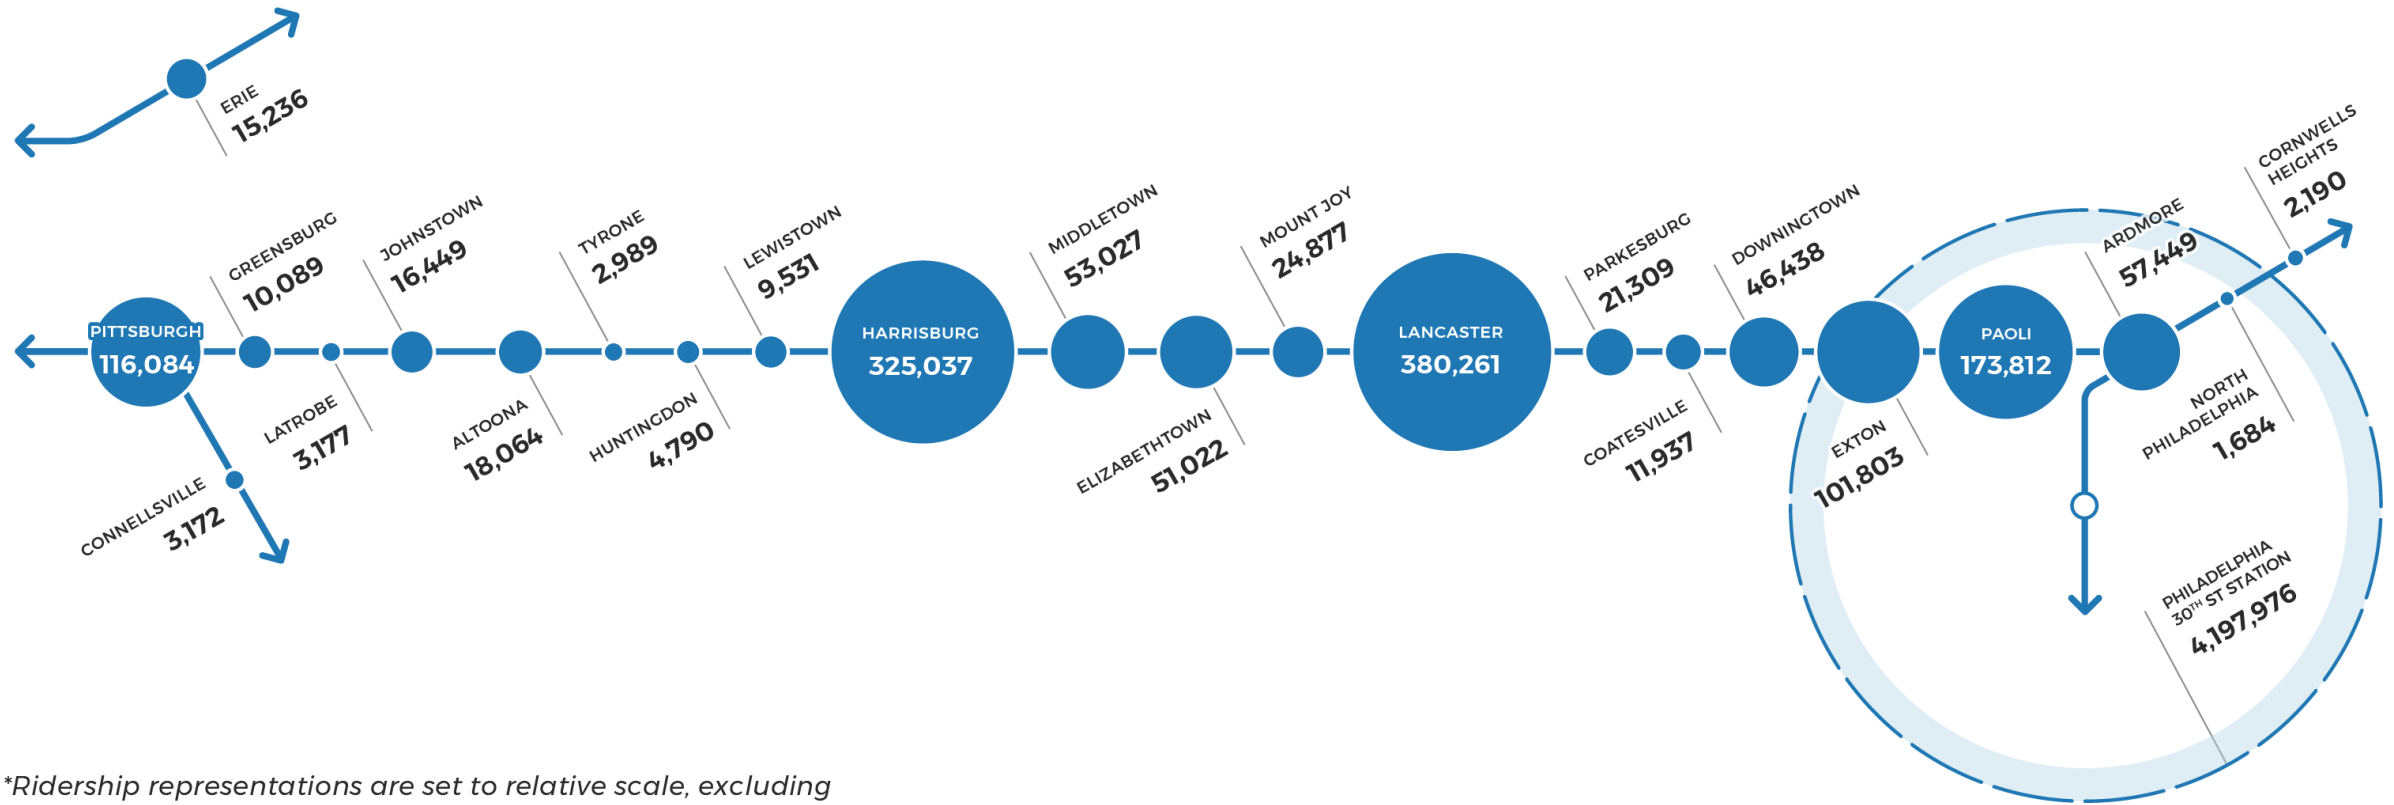 ERIE
15,236
PITTSBURGH
116,084
GREENSBURG
10,089
LATROBE
3,177
JOHNSTOWN
16,449
ALTOONA
18,064
TYRONE
2,989
HUNTINGDON
4,790
LEWISTOWN
9,531
HARRISBURG
325,037
MIDDLETOWN
53,027
ELIZABETHTOWN
51,022
MOUNT JOY
24,877
LANCASTER
380,261
PARKESBURG
21,309
COATESVILLE
11,937
DOWNINGTOWN
46,438
EXTON
101,803
PAOLI
173,812
ARDMORE
57,449
CORNWELLS
HEIGHTS
2,190
NORTH
PHILADELPHIA
1,684
CONNELLSVILLE
3,172
PHILADELPHIA
30TH ST STATION
4,197,976
*Ridership representations are set to relative scale, excluding